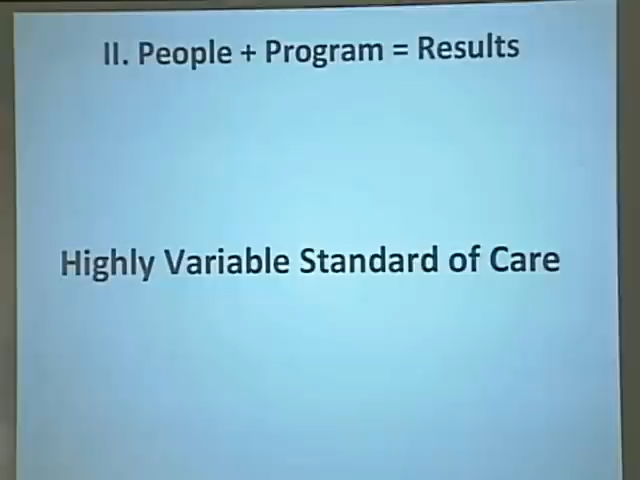 II. People + Program = Results
Highly Variable Standard of Care